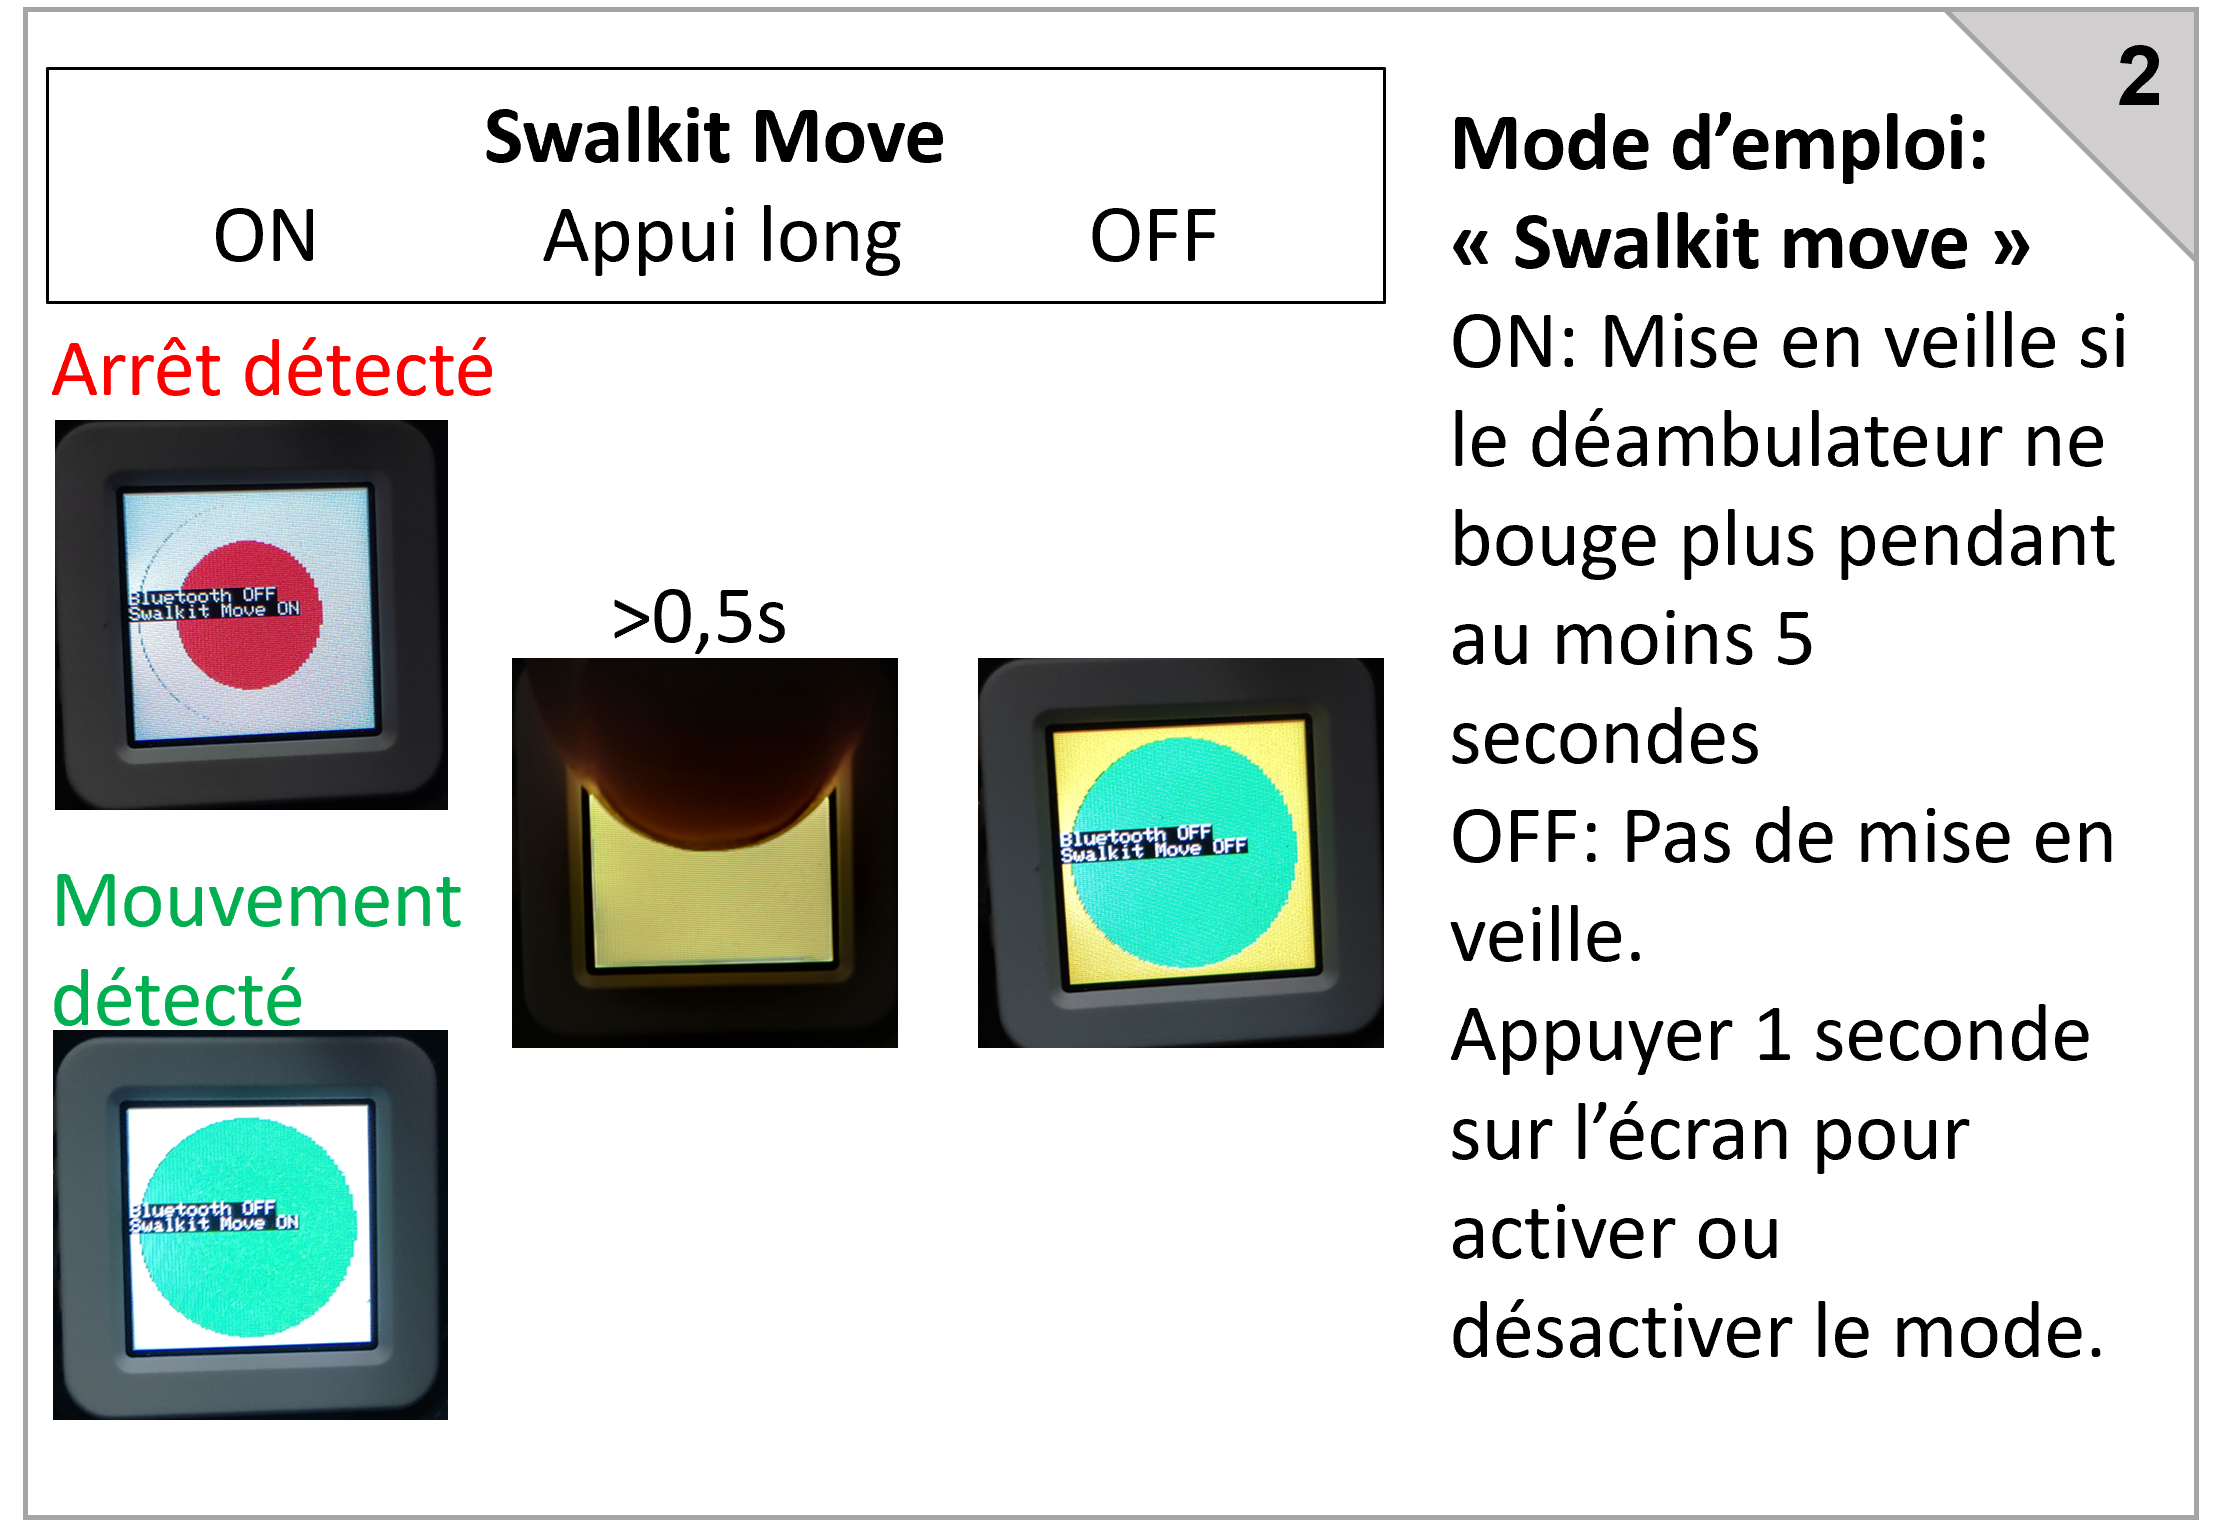 2
Swalkit Move
ON Appui long OFF
Arrêt détecté
Bluetooth OFF
Swalkit Move ON
>0,5s
Bluetooth OFF
Swalkit Move OFF
Mouvement
détecté
Bluetooth OFF
Swalkit Move ON
Mode d’emploi:
« Swalkit move »
ON: Mise en veille si
le déambulateur ne
bouge plus pendant
au moins 5
secondes
OFF: Pas de mise en
veille.
Appuyer 1 seconde
sur l’écran pour
activer ou
désactiver le mode.